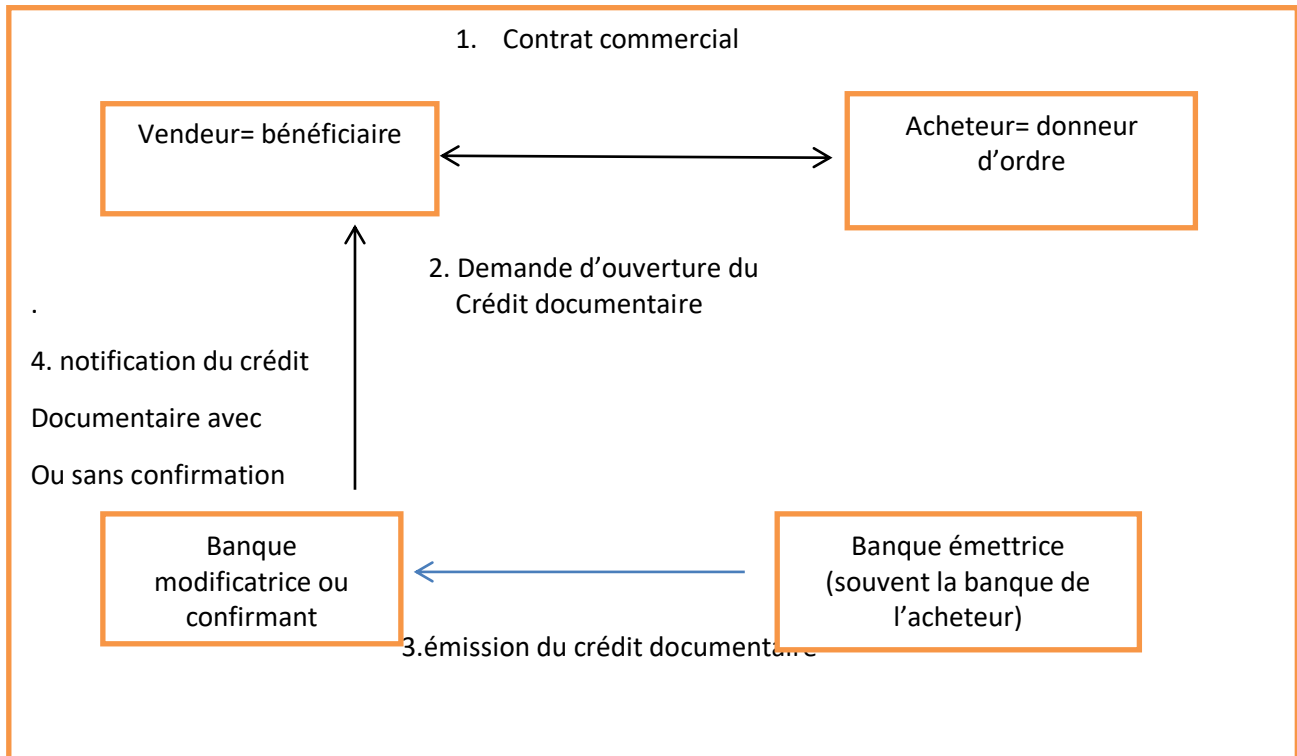 1. Contrat commercial
Vendeur= bénéficiaire
Acheteur= donneur
d’ordre
2. Demande d’ouverture du
Crédit documentaire
.
4. notification du crédit
Documentaire avec
Ou sans confirmation
Banque
modificatrice ou
confirmant
Banque émettrice
(souvent la banque de
l’acheteur)
3.émission du crédit documentaire